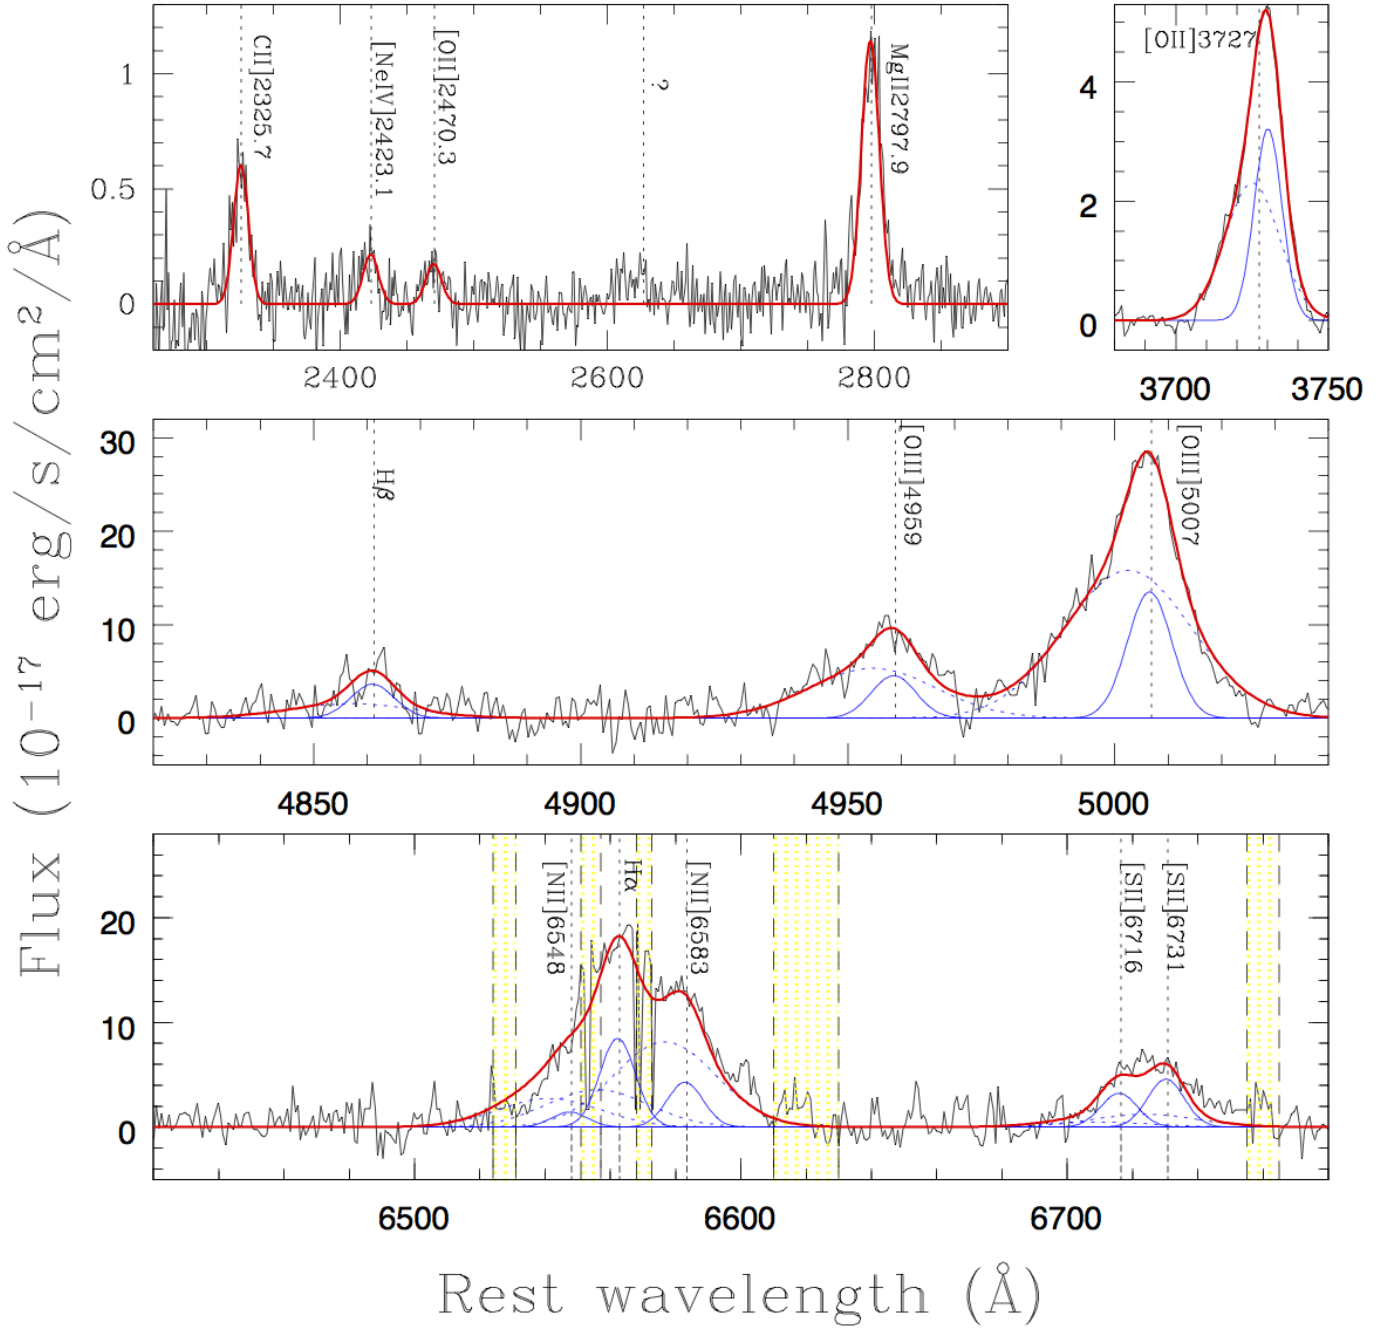 Flux (10−17 erg/s/cm2/Å)
1
0.5
0
CII]2325.7
[NeIV]2423.1
[OII]2470.3
?
MgII2797.9
2400
2600
2800
[OII]3727
4
2
0
3700
3750
30
20
10
0
Hβ
[OIII]4959
[OIII]5007
4850
4900
4950
5000
20
10
0
[NII]6548
Hα
[NII]6583
[SII]6716
[SII]6731
6500
6600
6700
Rest wavelength (Å)